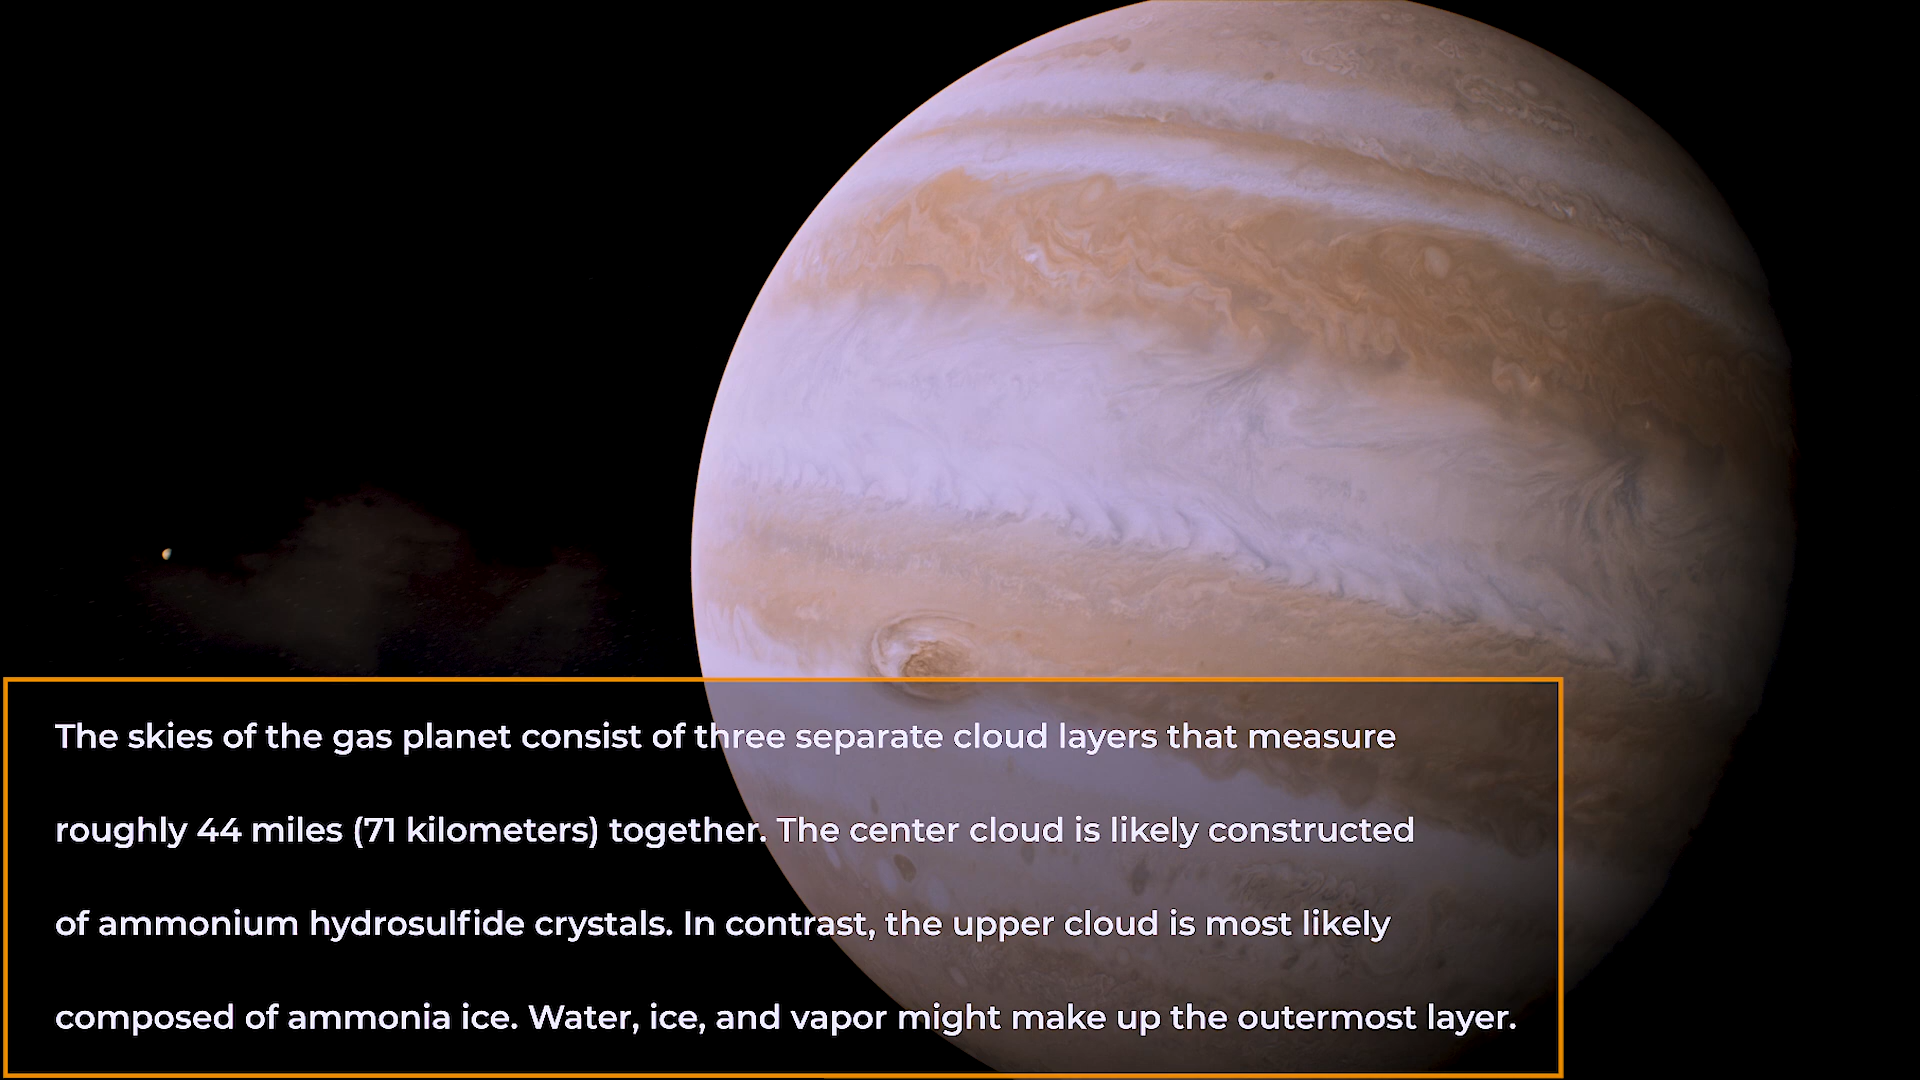 The skies of the gas planet consist of three separate cloud layers that measure
roughly 44 miles (71 kilometers) together. The center cloud is likely constructed
of ammonium hydrosulfide crystals. In contrast, the upper cloud is most likely
composed of ammonia ice. Water, ice, and vapor might make up the outermost layer.